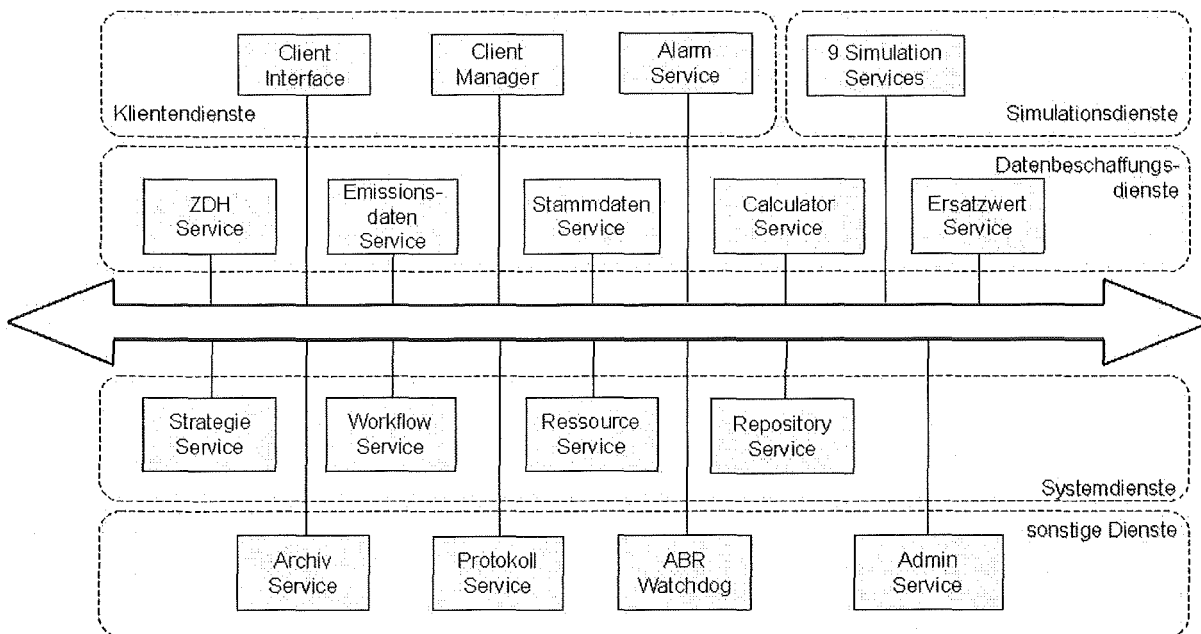 Client
Interface
Client
Manager
Alarm
Service
9 Simulation
Services
Klientendienste
Simulationsdienste
Datenbeschaffungs-
dienste
ZDH
Service
Emissions-
daten
Service
Stammdaten
Service
Calculator
Service
Ersatzwert
Service
Strategie
Service
Workflow
Service
Ressource
Service
Repository
Service
Systemdienste
sonstige Dienste
Archiv
Service
Protokoll
Service
ABR
Watchdog
Admin
Service